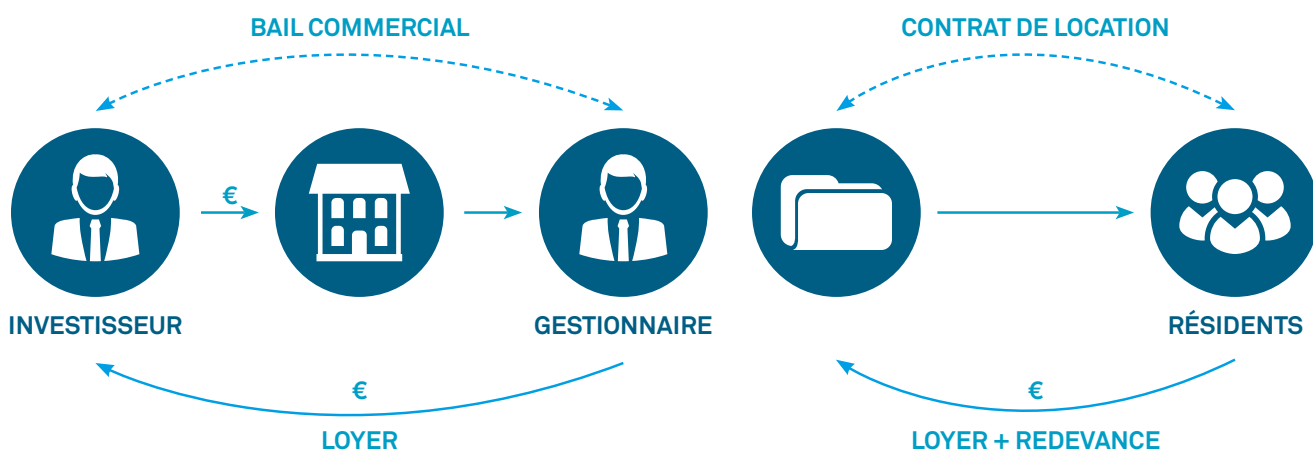 BAIL COMMERCIAL
CONTRAT DE LOCATION
€
INVESTISSEUR
GESTIONNAIRE
RÉSIDENTS
€
€
LOYER
LOYER + REDEVANCE